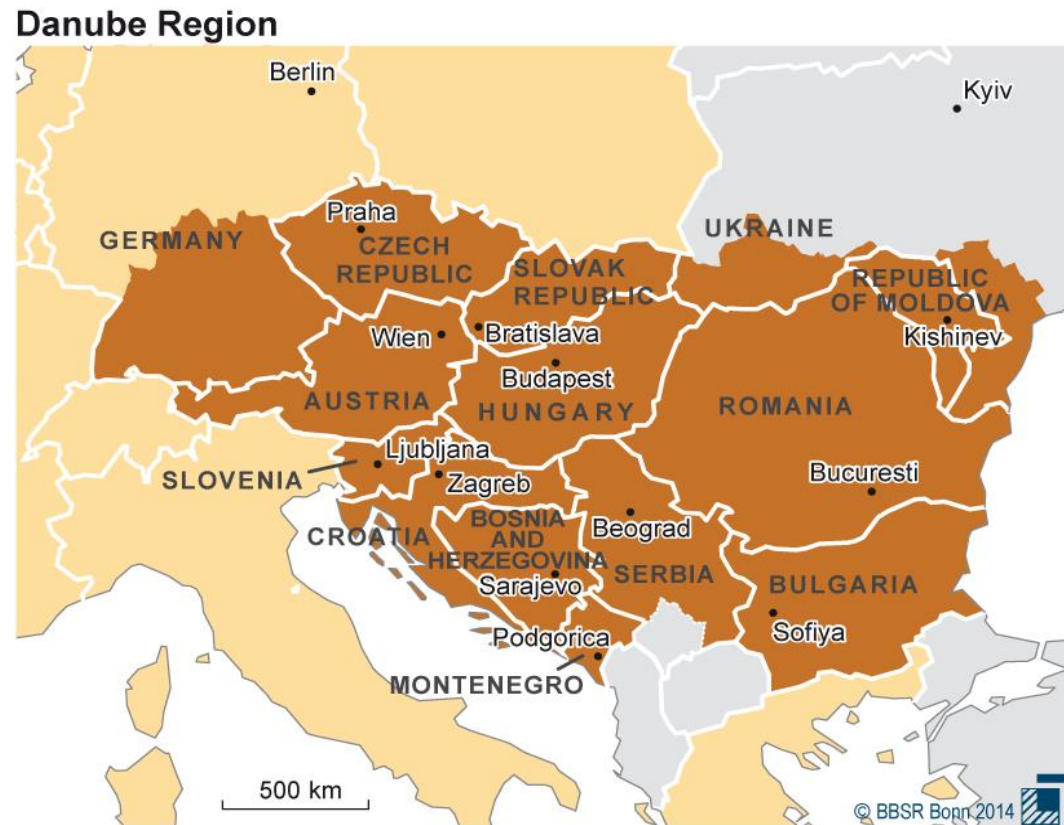 Danube Region
Berlin
Kyiv
Praha
GERMANY
CZECH
REPUBLIC
UKRAINE
SLOVAK
REPUBLIC
REPUBLIC
OF MOLDOVA
Kishinev
Wien
Bratislava
Budapest
AUSTRIA
HUNGARY
ROMANIA
Ljubljana
SLOVENIA
Zagreb
Bucuresti
CROATIA
BOSNIA
AND
HERZEGOVINA
Sarajevo
Beograd
SERBIA
BULGARIA
Sofiya
Podgorica
MONTENEGRO
500 km
© BBSR Bonn 2014